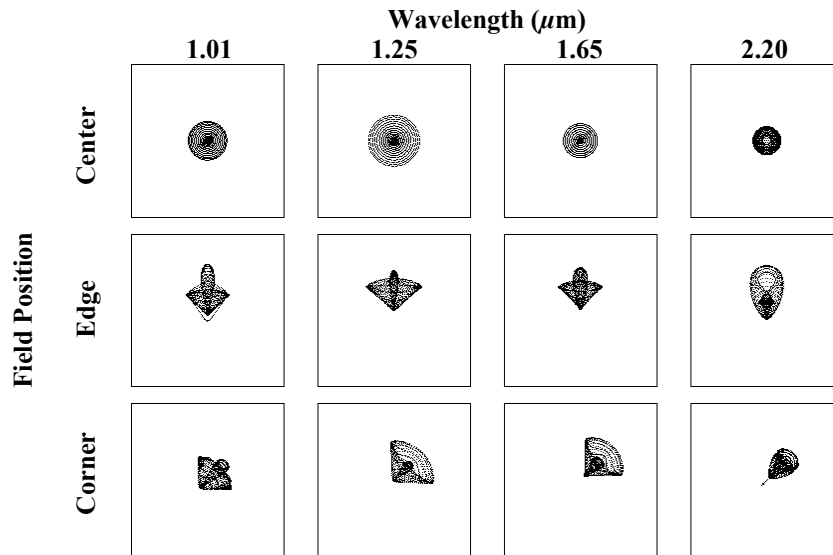 Wavelength (µm)
1.01 1.25 1.65 2.20
Field Position
Center
Edge
Corner